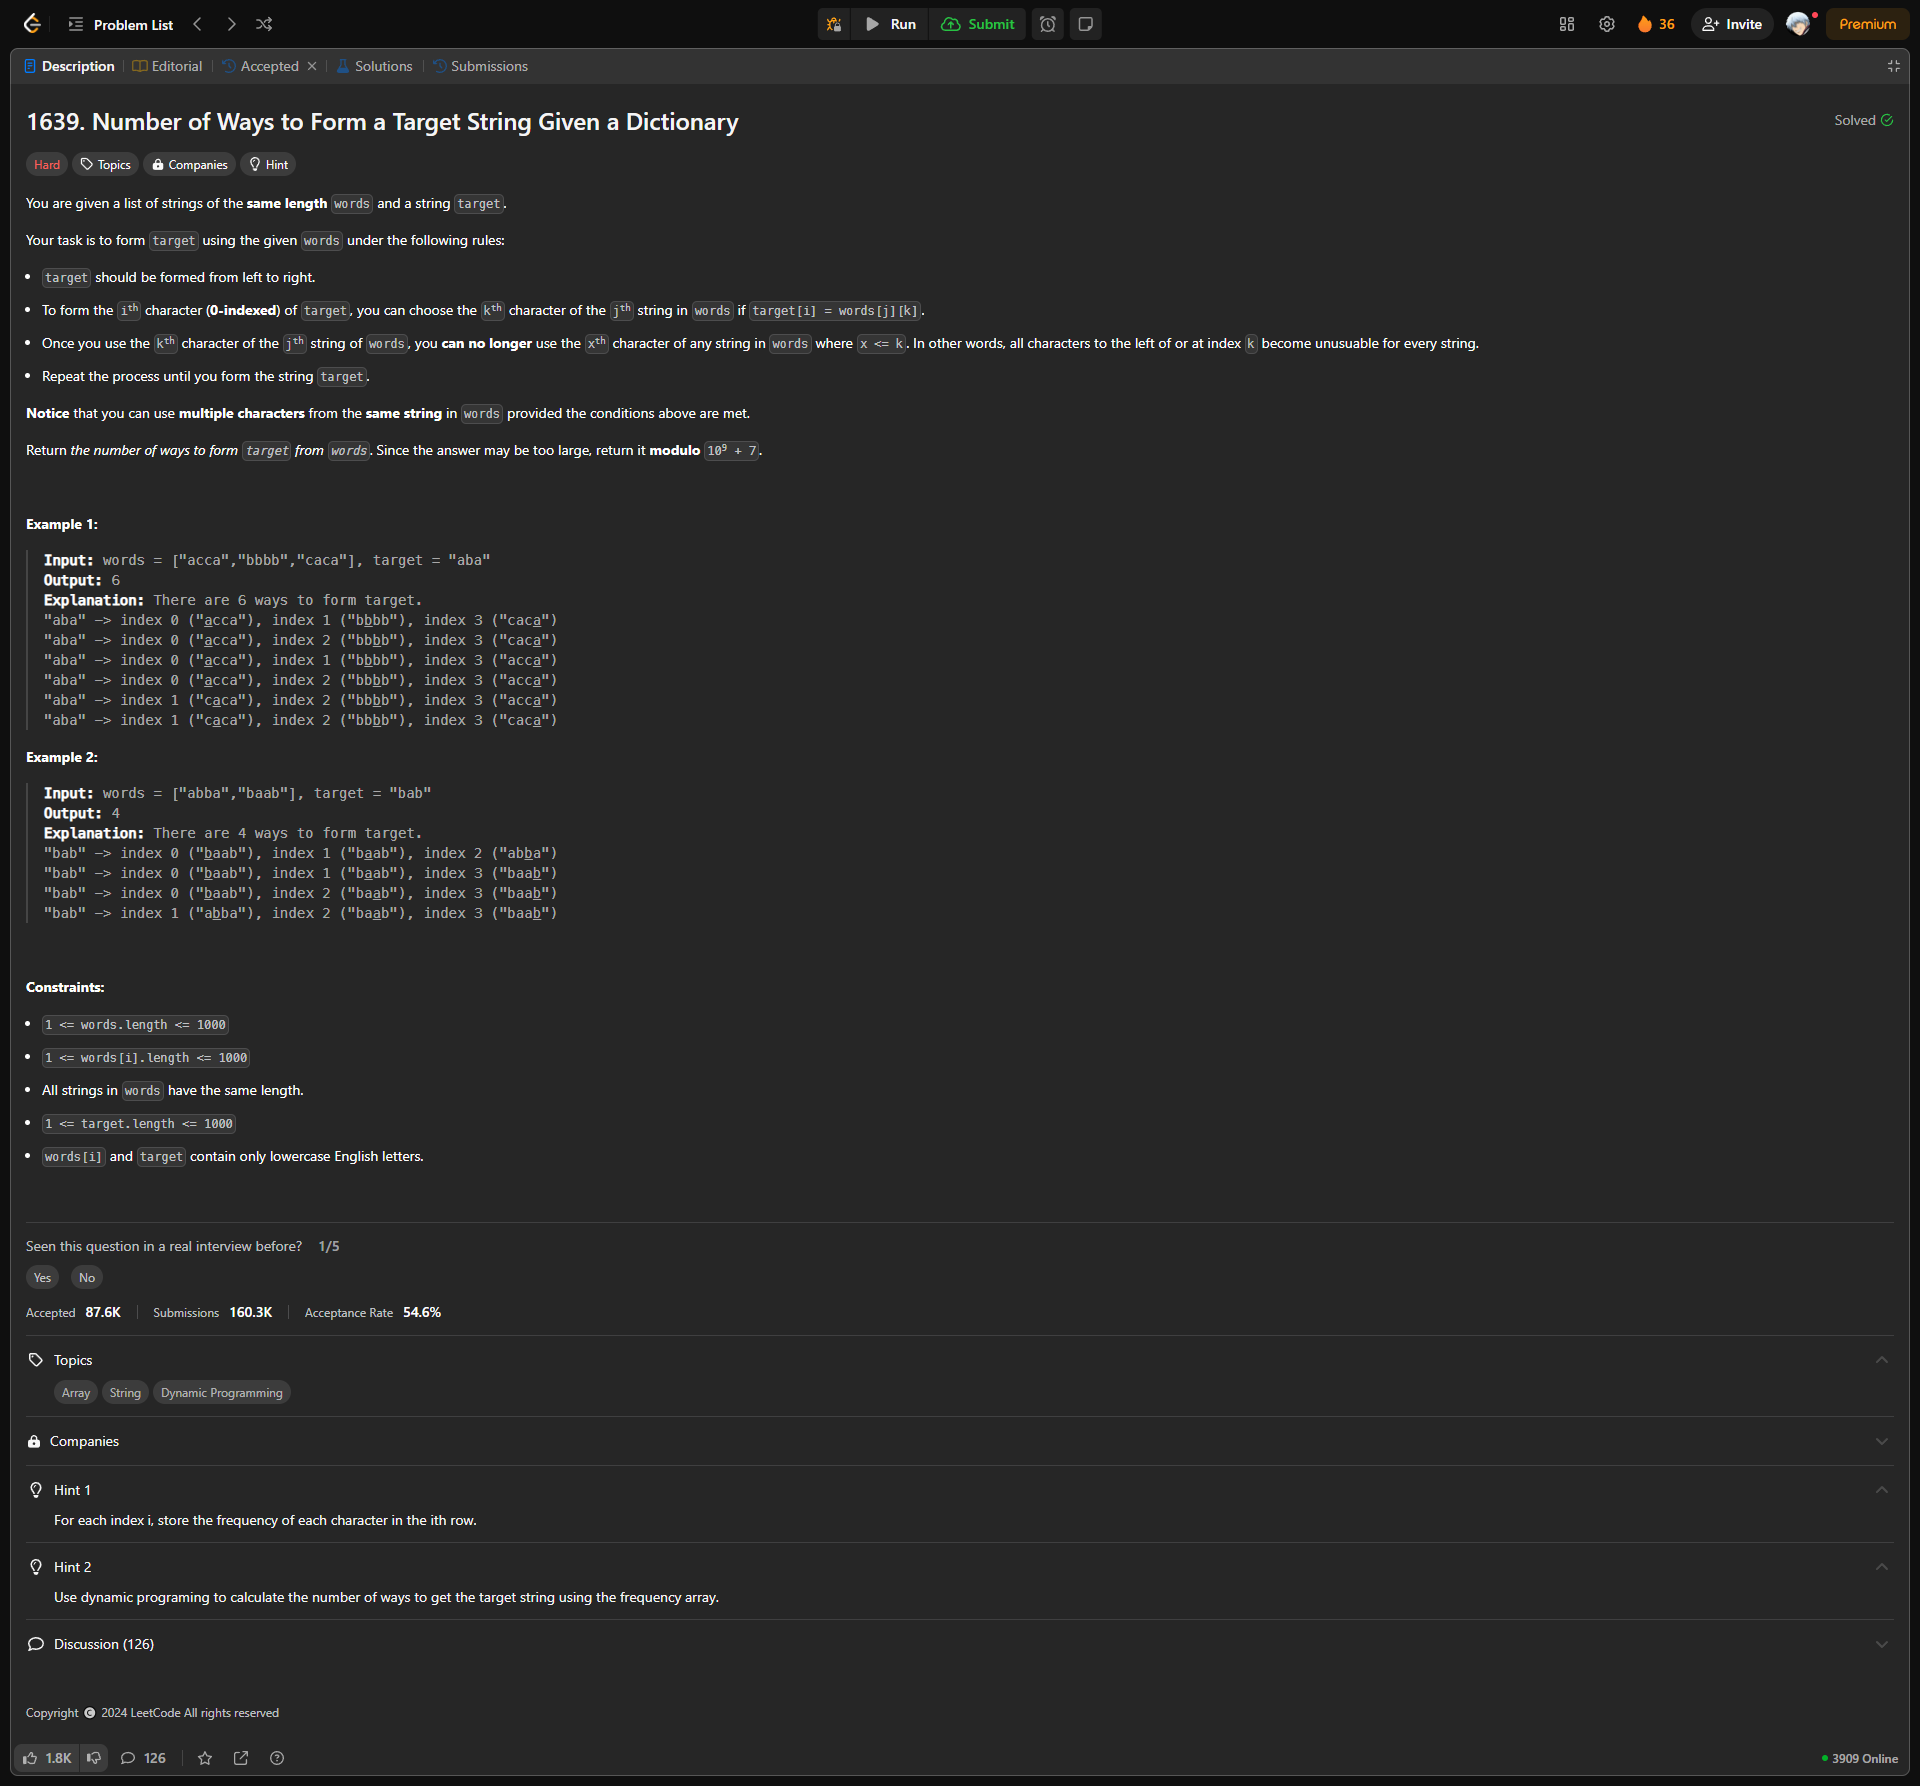 Problem List
Run
Submit
36
Invite
Premium
Description
Editorial
Accepted
Solutions
Submissions
1639. Number of Ways to Form a Target String Given a Dictionary
Solved
Hard
Topics
Companies
Hint
You are given a list of strings of the same length words and a string target.
Your task is to form target using the given words under the following rules:
• target should be formed from left to right.
• To form the ith character (0-indexed) of target, you can choose the kth character of the jth string in words if target[i] = words[j][k].
• Once you use the kth character of the jth string of words, you can no longer use the xth character of any string in words where x <= k. In other words, all characters to the left of or at index k become unusuable for every string.
• Repeat the process until you form the string target.
Notice that you can use multiple characters from the same string in words provided the conditions above are met.
Return the number of ways to form target from words. Since the answer may be too large, return it modulo 10⁹ + 7.
Example 1:
Input: words = ["acca","bbbb","caca"], target = "aba"
Output: 6
Explanation: There are 6 ways to form target.
"aba" -> index 0 ("acca"), index 1 ("bbbb"), index 3 ("caca")
"aba" -> index 0 ("acca"), index 2 ("bbbb"), index 3 ("caca")
"aba" -> index 0 ("acca"), index 1 ("bbbb"), index 3 ("acca")
"aba" -> index 0 ("acca"), index 2 ("bbbb"), index 3 ("acca")
"aba" -> index 1 ("caca"), index 2 ("bbbb"), index 3 ("acca")
"aba" -> index 1 ("caca"), index 2 ("bbbb"), index 3 ("caca")
Example 2:
Input: words = ["abba","baab"], target = "bab"
Output: 4
Explanation: There are 4 ways to form target.
"bab" -> index 0 ("baab"), index 1 ("baab"), index 2 ("abba")
"bab" -> index 0 ("baab"), index 1 ("baab"), index 3 ("baab")
"bab" -> index 0 ("baab"), index 2 ("baab"), index 3 ("baab")
"bab" -> index 1 ("abba"), index 2 ("baab"), index 3 ("baab")
Constraints:
• 1 <= words.length <= 1000
• 1 <= words[i].length <= 1000
• All strings in words have the same length.
• 1 <= target.length <= 1000
• words[i] and target contain only lowercase English letters.
Seen this question in a real interview before? 1/5
Yes No
Accepted 87.6K Submissions 160.3K Acceptance Rate 54.6%
Topics
Array String Dynamic Programming
Companies
Hint 1
For each index i, store the frequency of each character in the ith row.
Hint 2
Use dynamic programing to calculate the number of ways to get the target string using the frequency array.
Discussion (126)
Copyright © 2024 LeetCode All rights reserved
1.8K 126
3909 Online